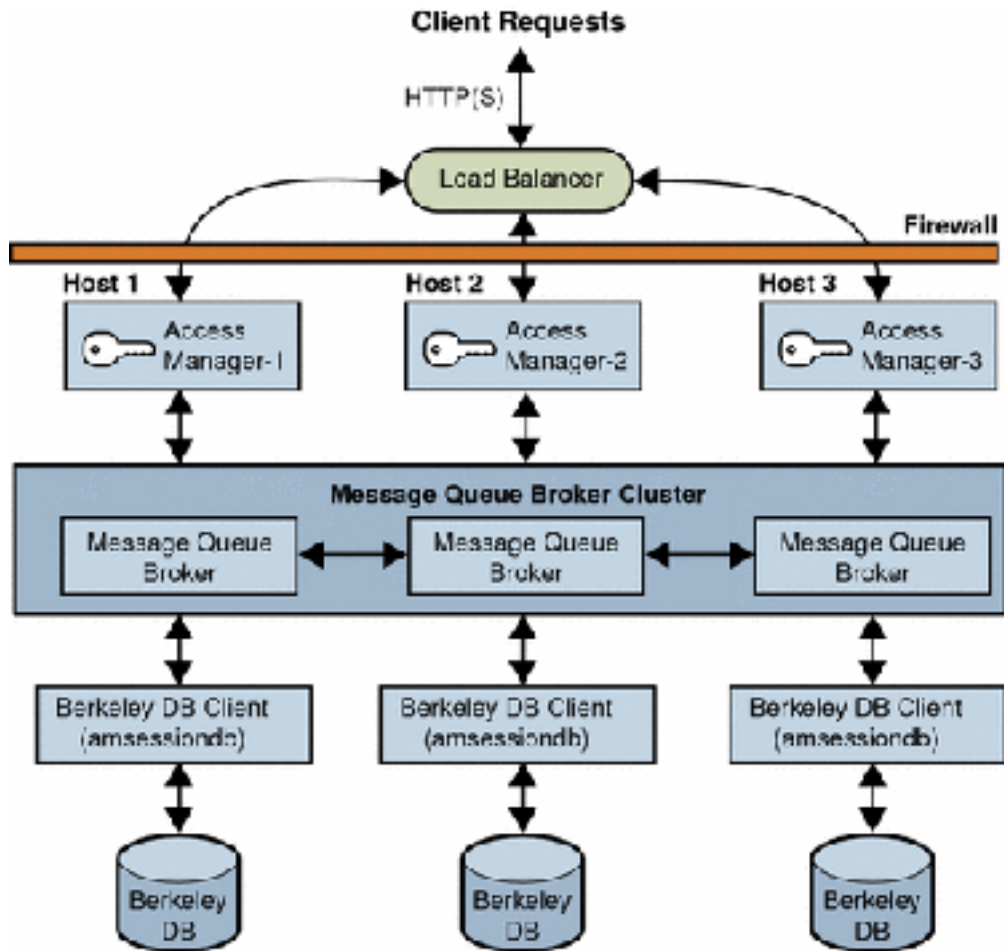 Client Requests
HTTP(S)
Load Balancer
Firewall
Host 1
Host 2
Host 3
Access
Manager-1
Access
Manager-2
Access
Manager-3
Message Queue Broker Cluster
Message Queue
Broker
Message Queue
Broker
Message Queue
Broker
Berkeley DB Client
(amsessiondb)
Berkeley DB Client
(amsessiondb)
Berkeley DB Client
(amsessiondb)
Berkeley
DB
Berkeley
DB
Berkeley
DB